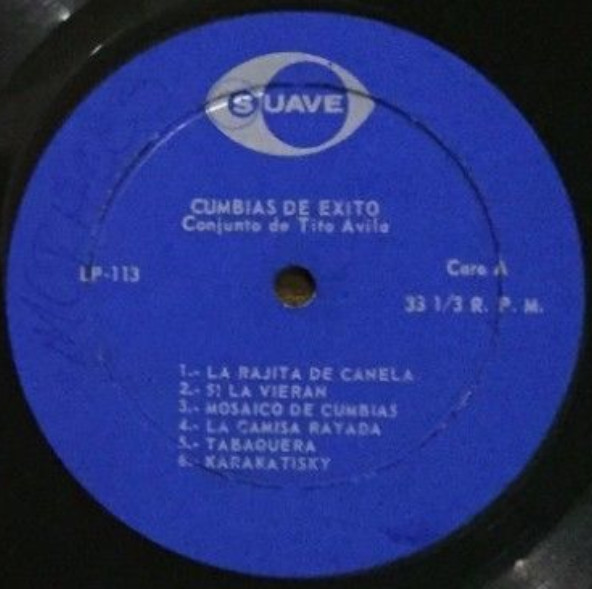 SUAVE
CUMBIAS DE EXITO
Conjunto de Tito Avila
LP-113
Cara A
33 1/3 R. P. M.
1.- LA RAJITA DE CANELA
2.- SI LA VIERAN
3.- MOSAICO DE CUMBIAS
4.- LA CAMISA RAYADA
5.- TABAQUERA
6.- KARAKATISKY